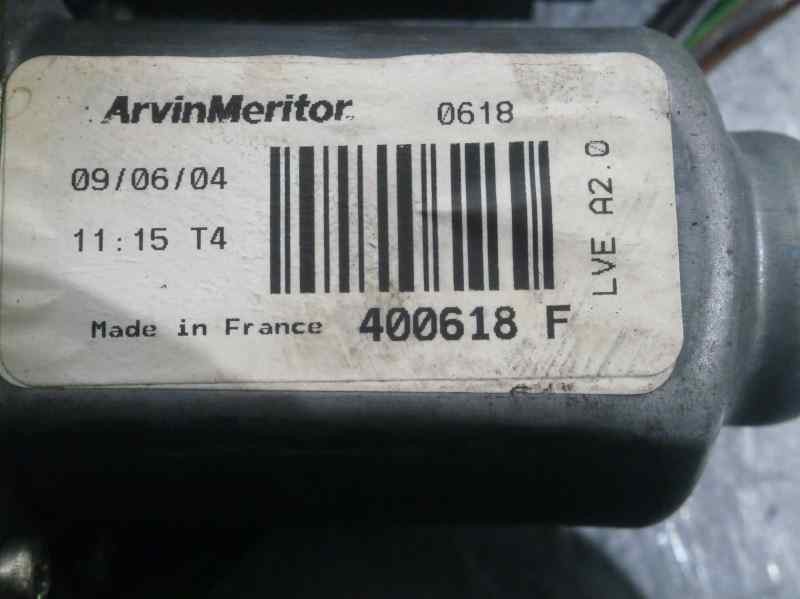 ArvinMeritor 0618
09/06/04
11:15 T4
Made in France 400618 F
LVE A2.0